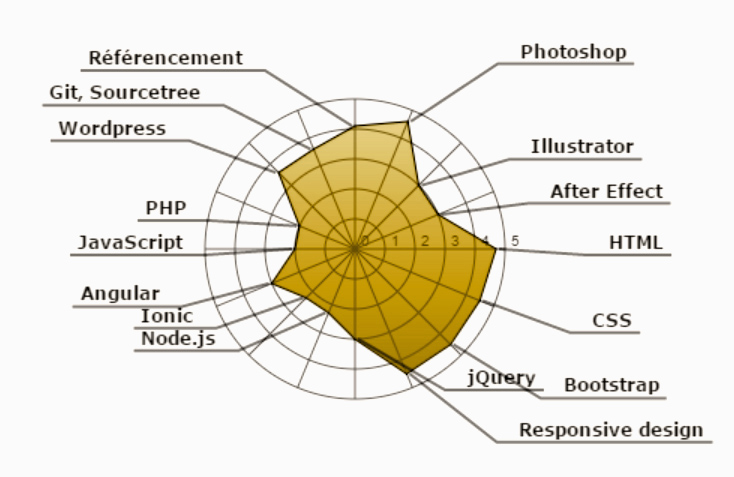 Référencement
Photoshop
Git, Sourcetree
Wordpress
Illustrator
After Effect
PHP
JavaScript
0 1 2 3 4 5
HTML
Angular
Ionic
CSS
Node.js
jQuery
Bootstrap
Responsive design